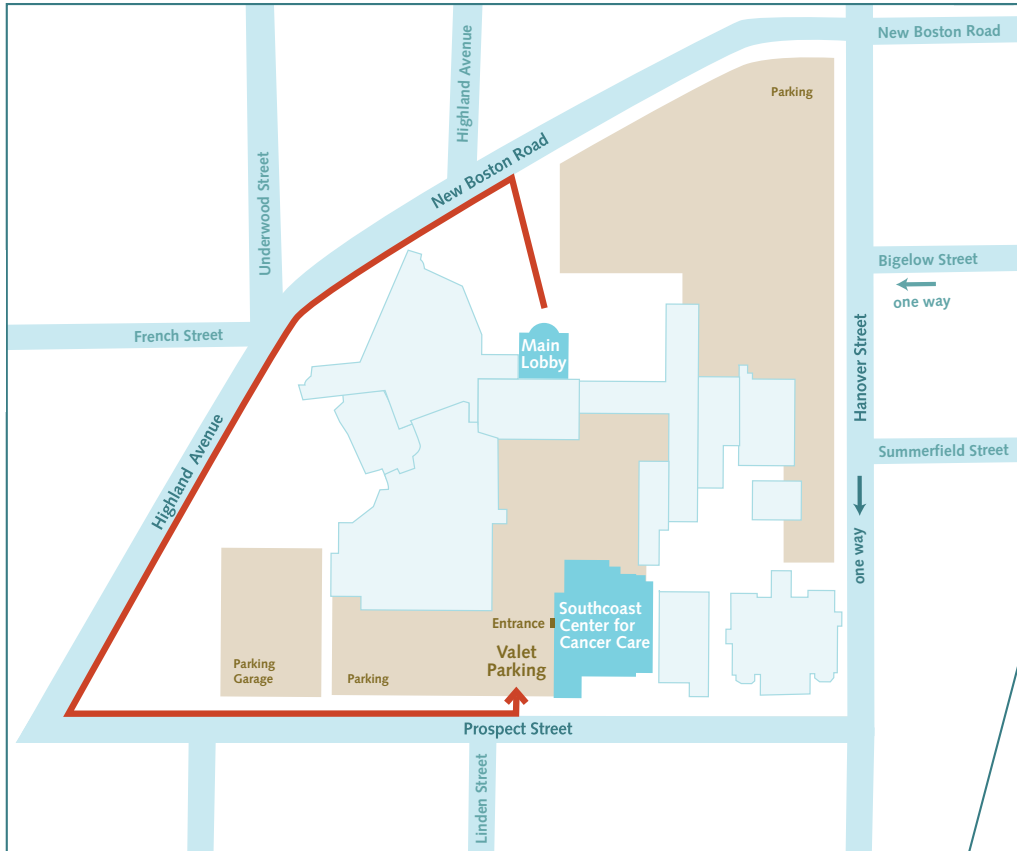 New Boston Road
Highland Avenue
Parking
New Boston Road
Underwood Street
Bigelow Street
one way
French Street
Hanover Street
Main
Lobby
Summerfield Street
Highland Avenue
one way
Southcoast
Center for
Cancer Care
Entrance
Valet
Parking
Parking
Garage
Parking
Prospect Street
Linden Street